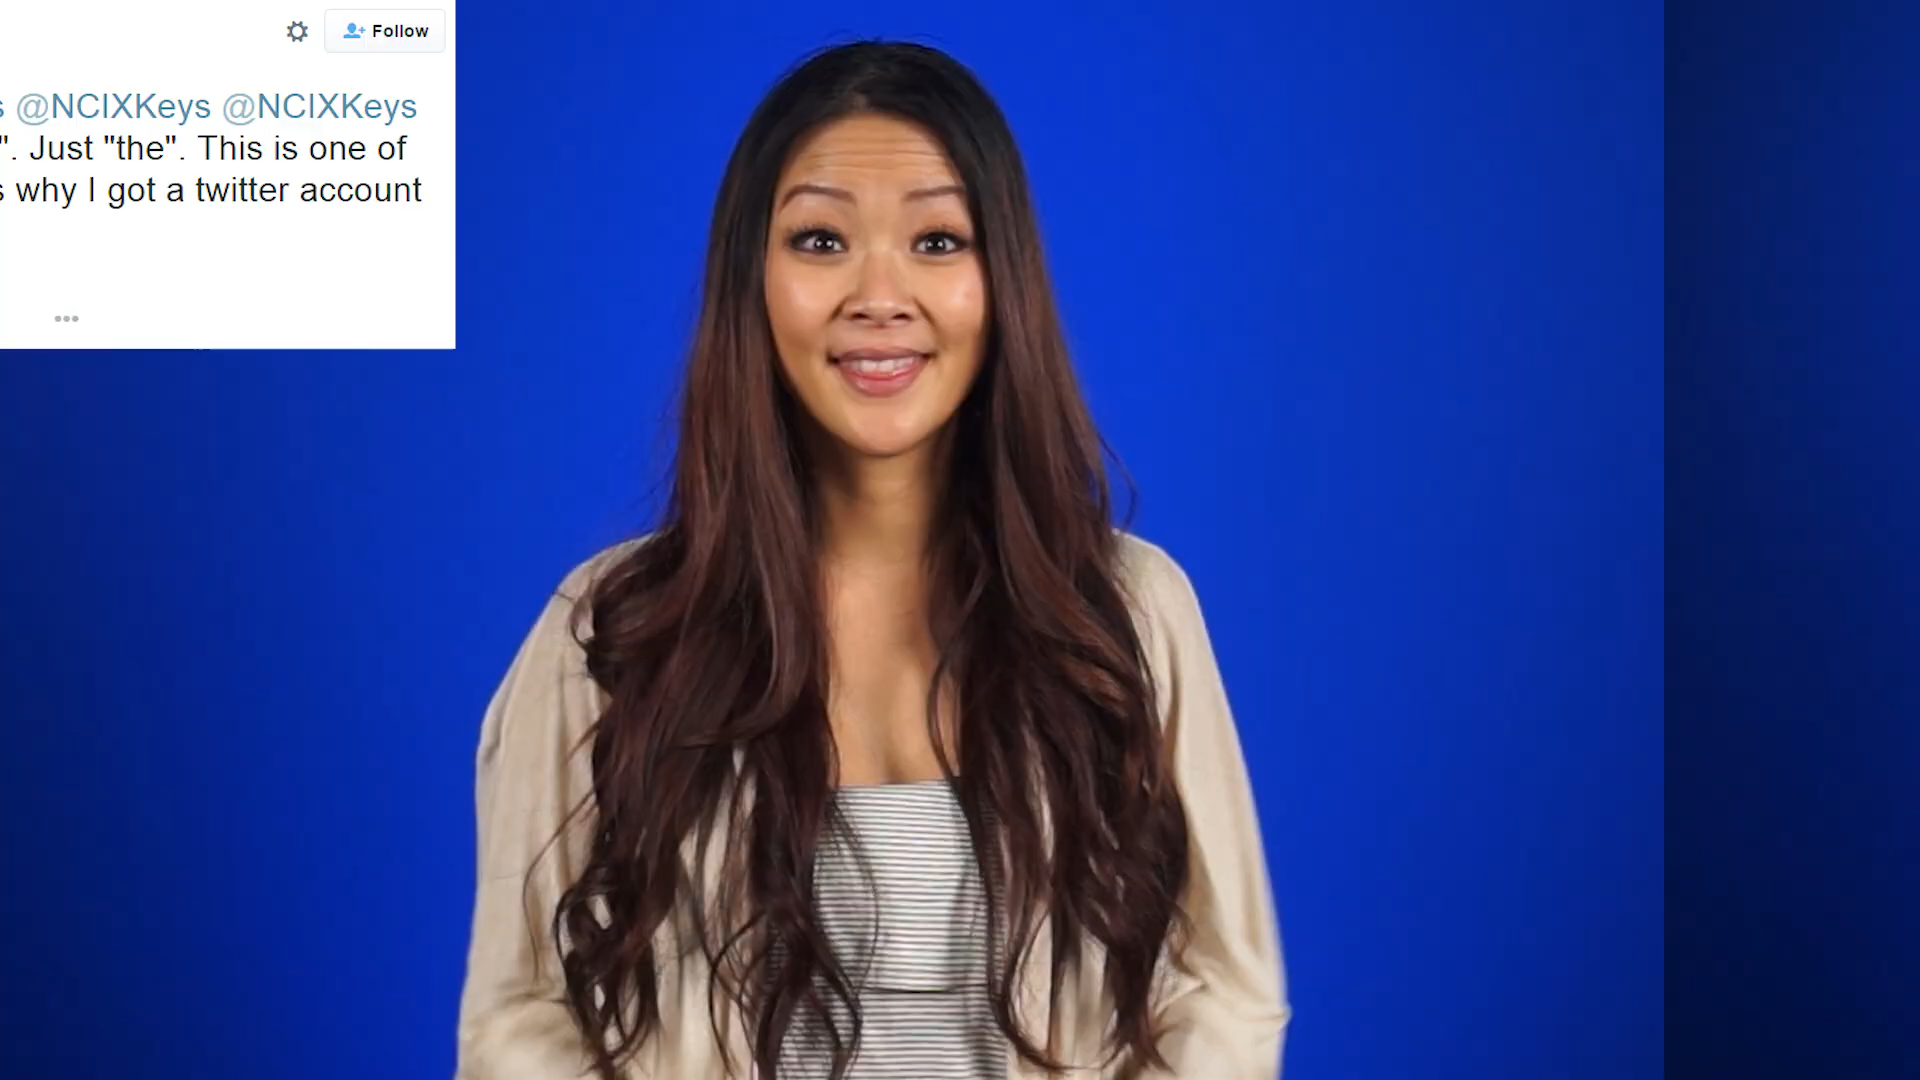 Follow
@NCIXKeys @NCIXKeys
". Just "the". This is one of
why I got a twitter account